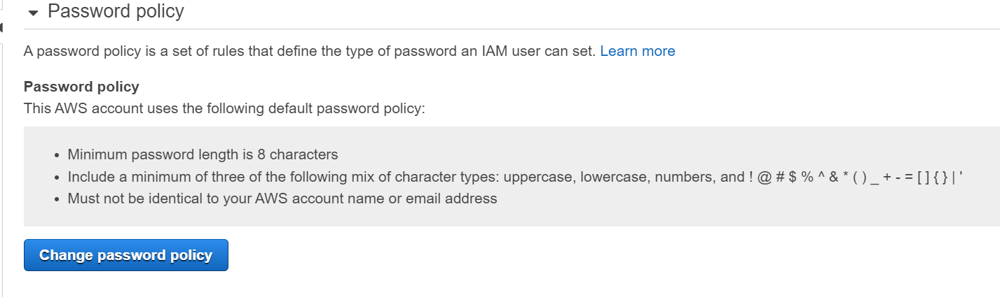 Password policy
A password policy is a set of rules that define the type of password an IAM user can set. Learn more
Password policy
This AWS account uses the following default password policy:
• Minimum password length is 8 characters
• Include a minimum of three of the following mix of character types: uppercase, lowercase, numbers, and ! @ # $ % ^ & * ( ) _ + - = [ ] { } | '
• Must not be identical to your AWS account name or email address
Change password policy